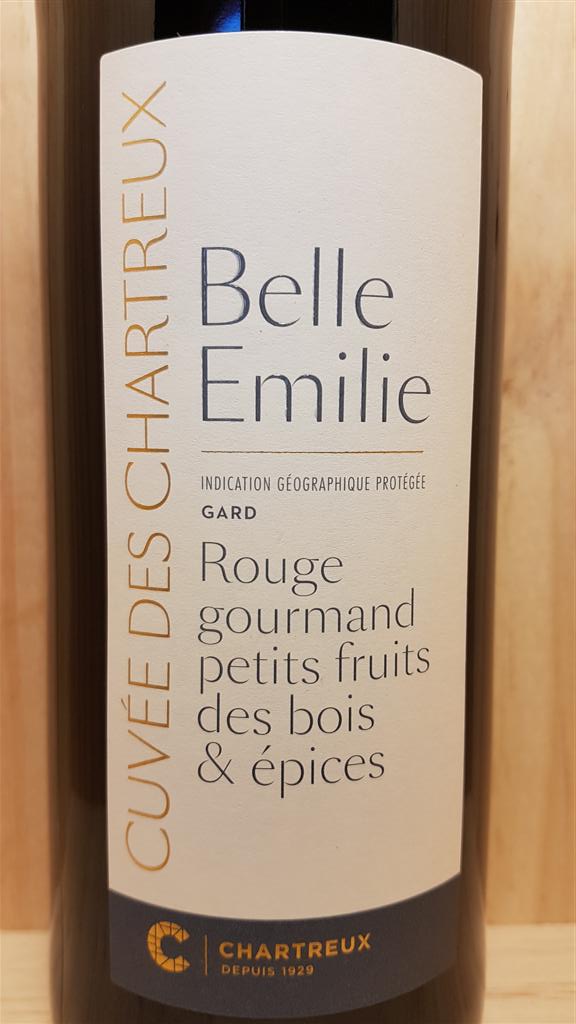 CUVÉE DES CHARTREUX
Belle
Emilie
INDICATION GÉOGRAPHIQUE PROTÉGÉE
GARD
Rouge
gourmand
petits fruits
des bois
& épices
CHARTREUX
DEPUIS 1929